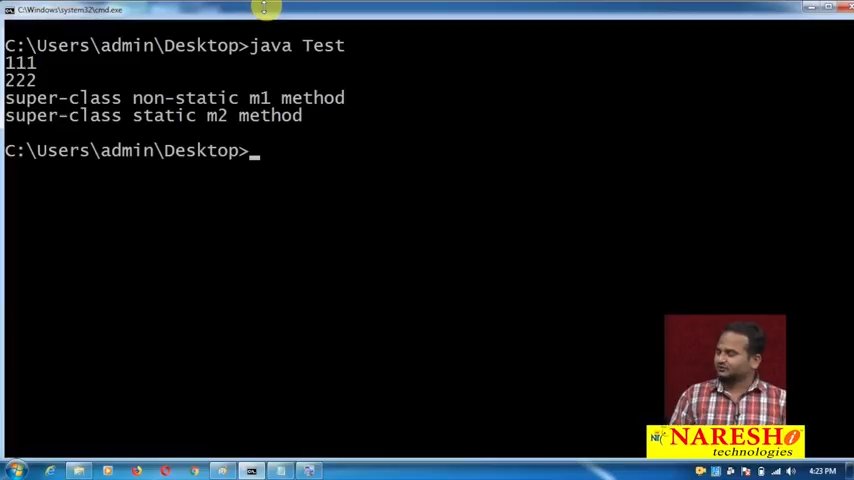 C:\Windows\system32\cmd.exe
C:\Users\admin\Desktop>java Test
111
222
super-class non-static m1 method
super-class static m2 method
C:\Users\admin\Desktop>_
NARESH i
technologies
4:23 PM